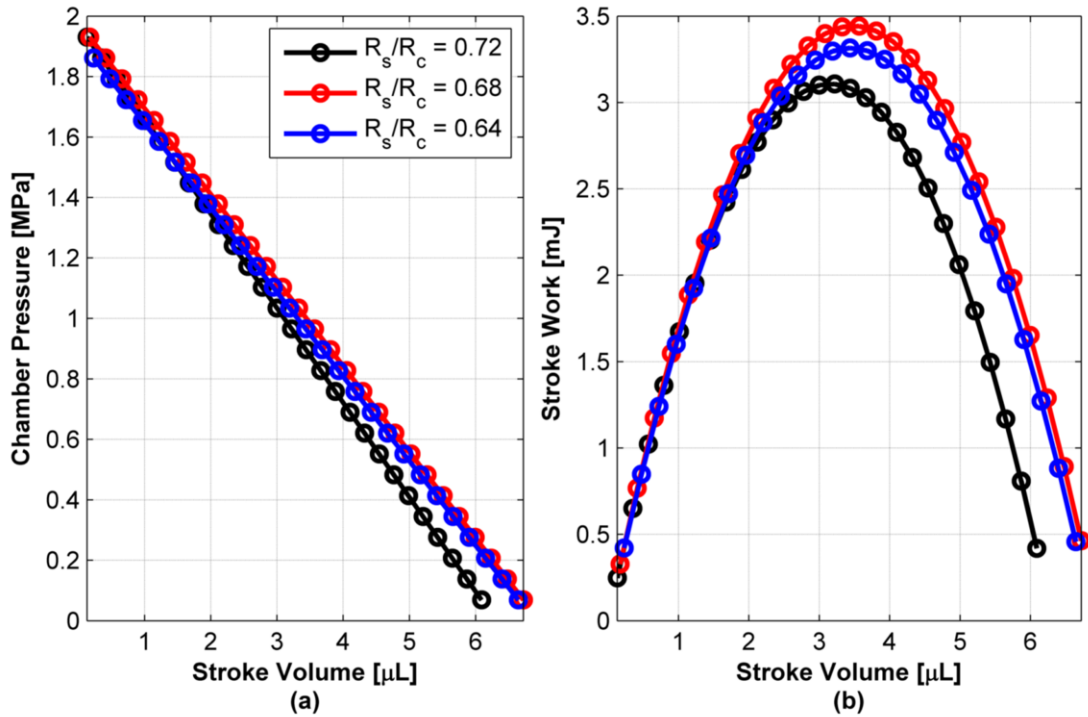 2
1.8
1.6
1.4
1.2
1
0.8
0.6
0.4
0.2
0
Chamber Pressure [MPa]
R_s/R_c = 0.72
R_s/R_c = 0.68
R_s/R_c = 0.64
1 2 3 4 5 6
Stroke Volume [μL]
(a)
3.5
3
2.5
2
1.5
1
0.5
0
Stroke Work [mJ]
1 2 3 4 5 6
Stroke Volume [μL]
(b)